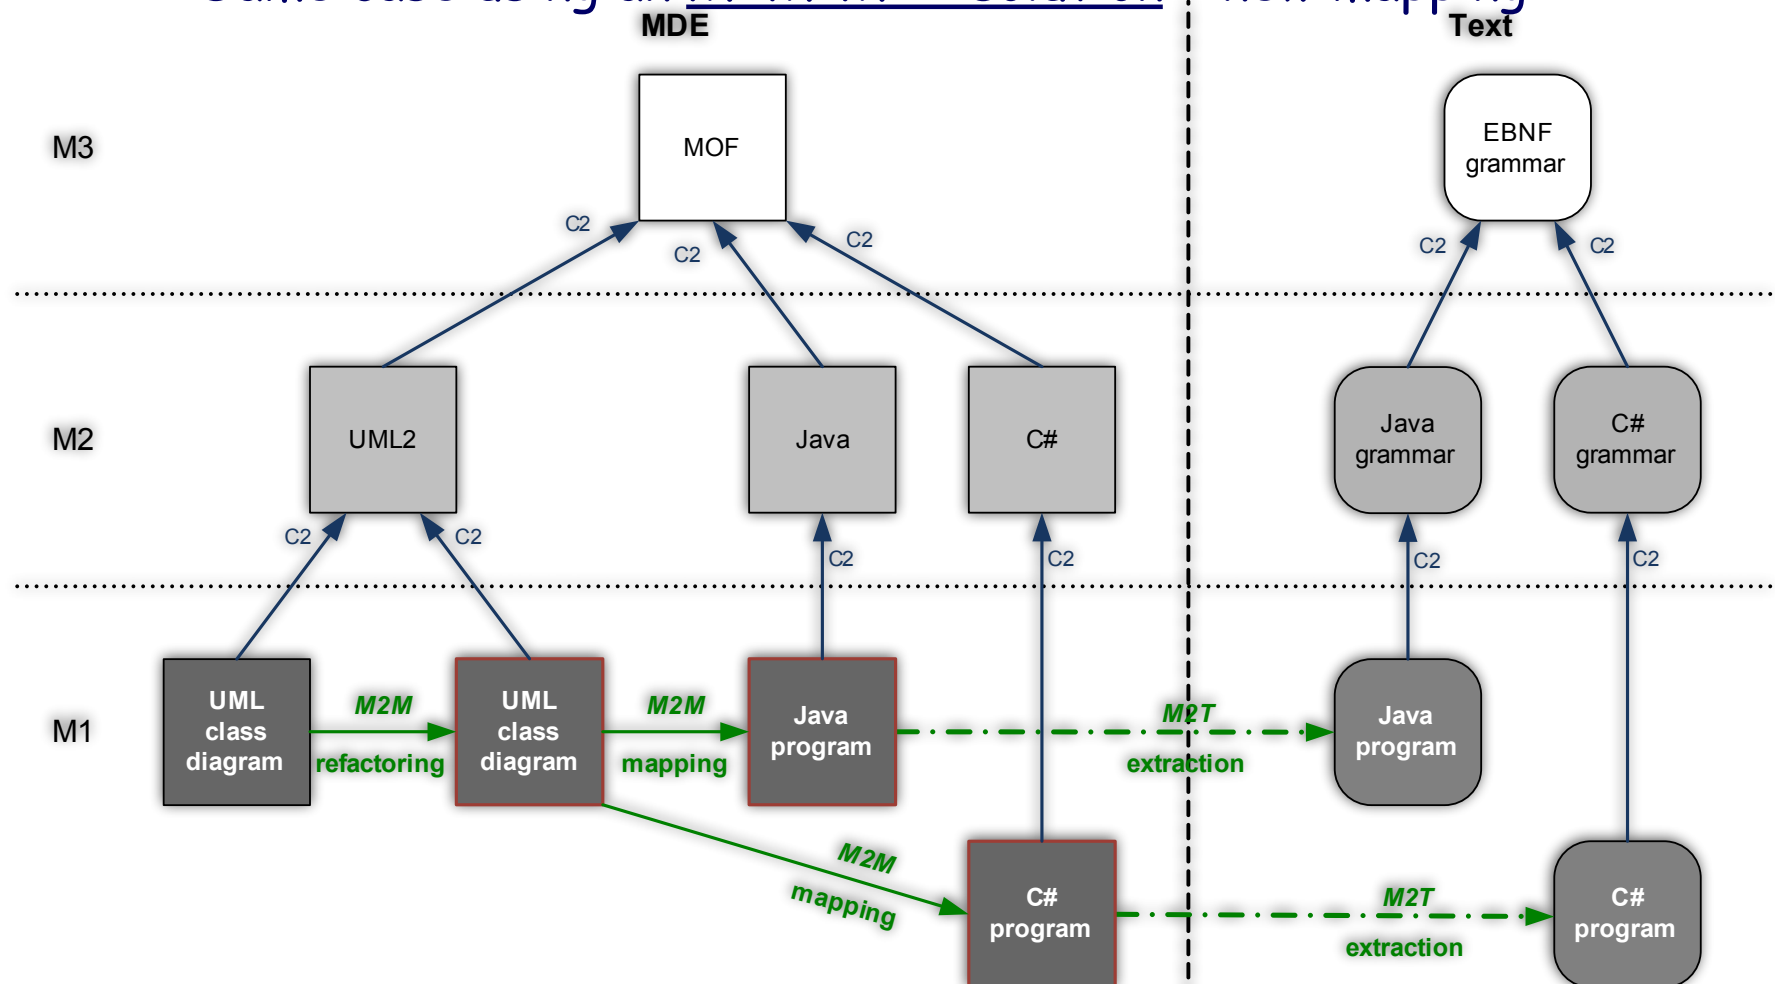 MDE
Text
M3
MOF
EBNF
grammar
C2
C2
C2
C2
C2
M2
UML2
Java
C#
Java
grammar
C#
grammar
C2
C2
C2
C2
C2
C2
M1
UML
class
diagram
M2M
refactoring
UML
class
diagram
M2M
mapping
Java
program
M2T
extraction
Java
program
M2M
mapping
C#
program
M2T
extraction
C#
program